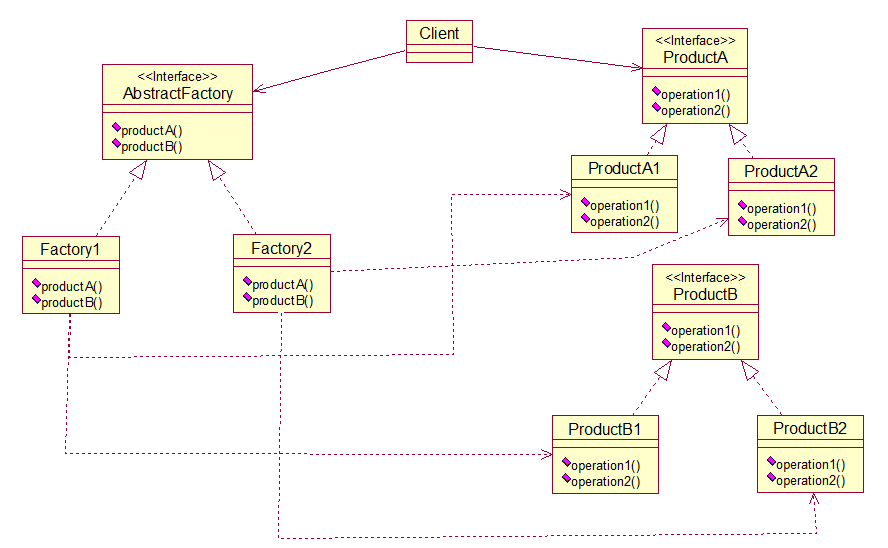 Client
<<Interface>>
AbstractFactory
productA()
productB()
<<Interface>>
ProductA
operation1()
operation2()
ProductA1
operation1()
operation2()
ProductA2
operation1()
operation2()
Factory1
productA()
productB()
Factory2
productA()
productB()
<<Interface>>
ProductB
operation1()
operation2()
ProductB1
operation1()
operation2()
ProductB2
operation1()
operation2()